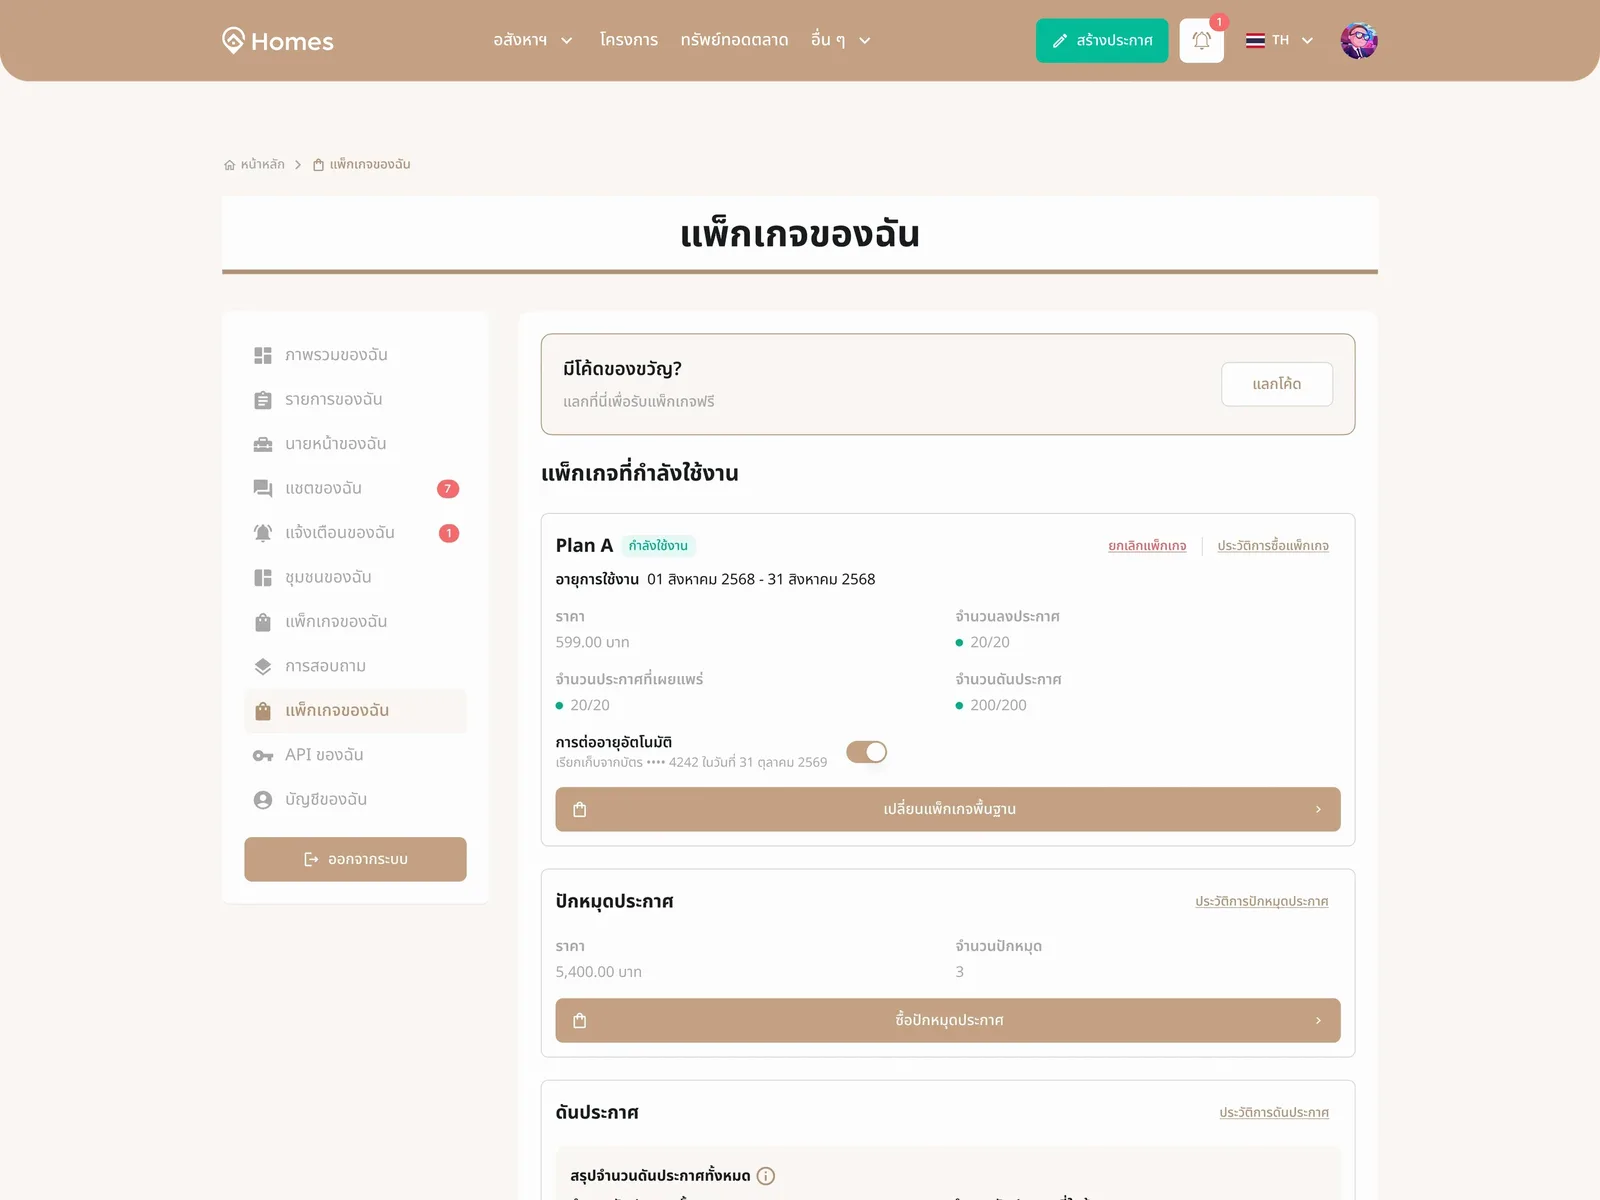 Homes
อสังหาฯ
โครงการ
ทรัพย์ทอดตลาด
อื่น ๆ
สร้างประกาศ
1
TH
หน้าหลัก
แพ็กเกจของฉัน
แพ็กเกจของฉัน
ภาพรวมของฉัน
รายการของฉัน
นายหน้าของฉัน
แชตของฉัน 7
แจ้งเตือนของฉัน 1
ชุมชนของฉัน
แพ็กเกจของฉัน
การสอบถาม
แพ็กเกจของฉัน
API ของฉัน
บัญชีของฉัน
ออกจากระบบ
มีโค้ดของขวัญ?
แลกที่นี่เพื่อรับแพ็กเกจฟรี
แลกโค้ด
แพ็กเกจที่กำลังใช้งาน
Plan A กำลังใช้งาน
ยกเลิกแพ็กเกจ
ประวัติการซื้อแพ็กเกจ
อายุการใช้งาน 01 สิงหาคม 2568 - 31 สิงหาคม 2568
ราคา
599.00 บาท
จำนวนลงประกาศ
20/20
จำนวนประกาศที่เผยแพร่
20/20
จำนวนดันประกาศ
200/200
การต่ออายุอัตโนมัติ
เรียกเก็บจากบัตร •••• 4242 ในวันที่ 31 ตุลาคม 2569
เปลี่ยนแพ็กเกจพื้นฐาน
ปักหมุดประกาศ
ประวัติการปักหมุดประกาศ
ราคา
5,400.00 บาท
จำนวนปักหมุด
3
ซื้อปักหมุดประกาศ
ดันประกาศ
ประวัติการดันประกาศ
สรุปจำนวนดันประกาศทั้งหมด